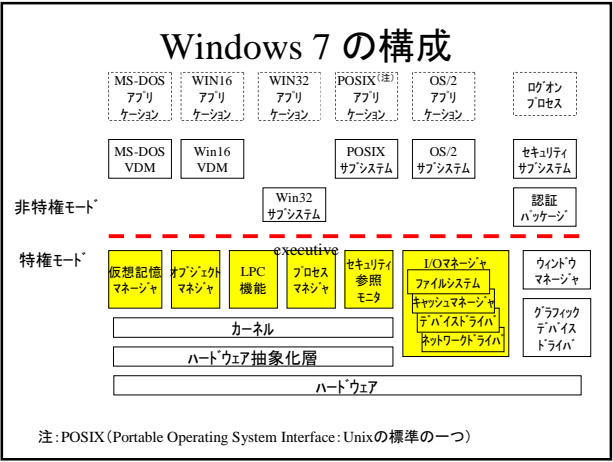 Windows 7 の構成
MS-DOS
ｱﾌﾟﾘ
ｹｰｼｮﾝ
WIN16
ｱﾌﾟﾘ
ｹｰｼｮﾝ
WIN32
ｱﾌﾟﾘ
ｹｰｼｮﾝ
POSIX(注)
ｱﾌﾟﾘ
ｹｰｼｮﾝ
OS/2
ｱﾌﾟﾘ
ｹｰｼｮﾝ
ﾛｸﾞｵﾝ
ﾌﾟﾛｾｽ
MS-DOS
VDM
Win16
VDM
POSIX
ｻﾌﾞｼｽﾃﾑ
OS/2
ｻﾌﾞｼｽﾃﾑ
ｾｷｭﾘﾃｨ
ｻﾌﾞｼｽﾃﾑ
非特権ﾓｰﾄﾞ
Win32
ｻﾌﾞｼｽﾃﾑ
認証
ﾊﾟｯｹｰｼﾞ
特権ﾓｰﾄﾞ
executive
仮想記憶
ﾏﾈｰｼﾞｬ
ｵﾌﾞｼﾞｪｸﾄ
ﾏﾈｼﾞｬ
LPC
機能
ﾌﾟﾛｾｽ
ﾏﾈｼﾞｬ
ｾｷｭﾘﾃｨ
参照
ﾓﾆﾀ
I/Oﾏﾈｰｼﾞｬ
ﾌｧｲﾙｼｽﾃﾑ
ｷｬｯｼｭﾏﾈｰｼﾞｬ
ﾃﾞﾊﾞｲｽﾄﾞﾗｲﾊﾞ
ﾈｯﾄﾜｰｸﾄﾞﾗｲﾊﾞ
ｳｨﾝﾄﾞｳ
ﾏﾈｰｼﾞｬ
ｸﾞﾗﾌｨｯｸ
ﾃﾞﾊﾞｲｽ
ﾄﾞﾗｲﾊﾞ
ｶｰﾈﾙ
ﾊｰﾄﾞｳｪｱ抽象化層
ﾊｰﾄﾞｳｪｱ
注:POSIX(Portable Operating System Interface:Unixの標準の一つ)